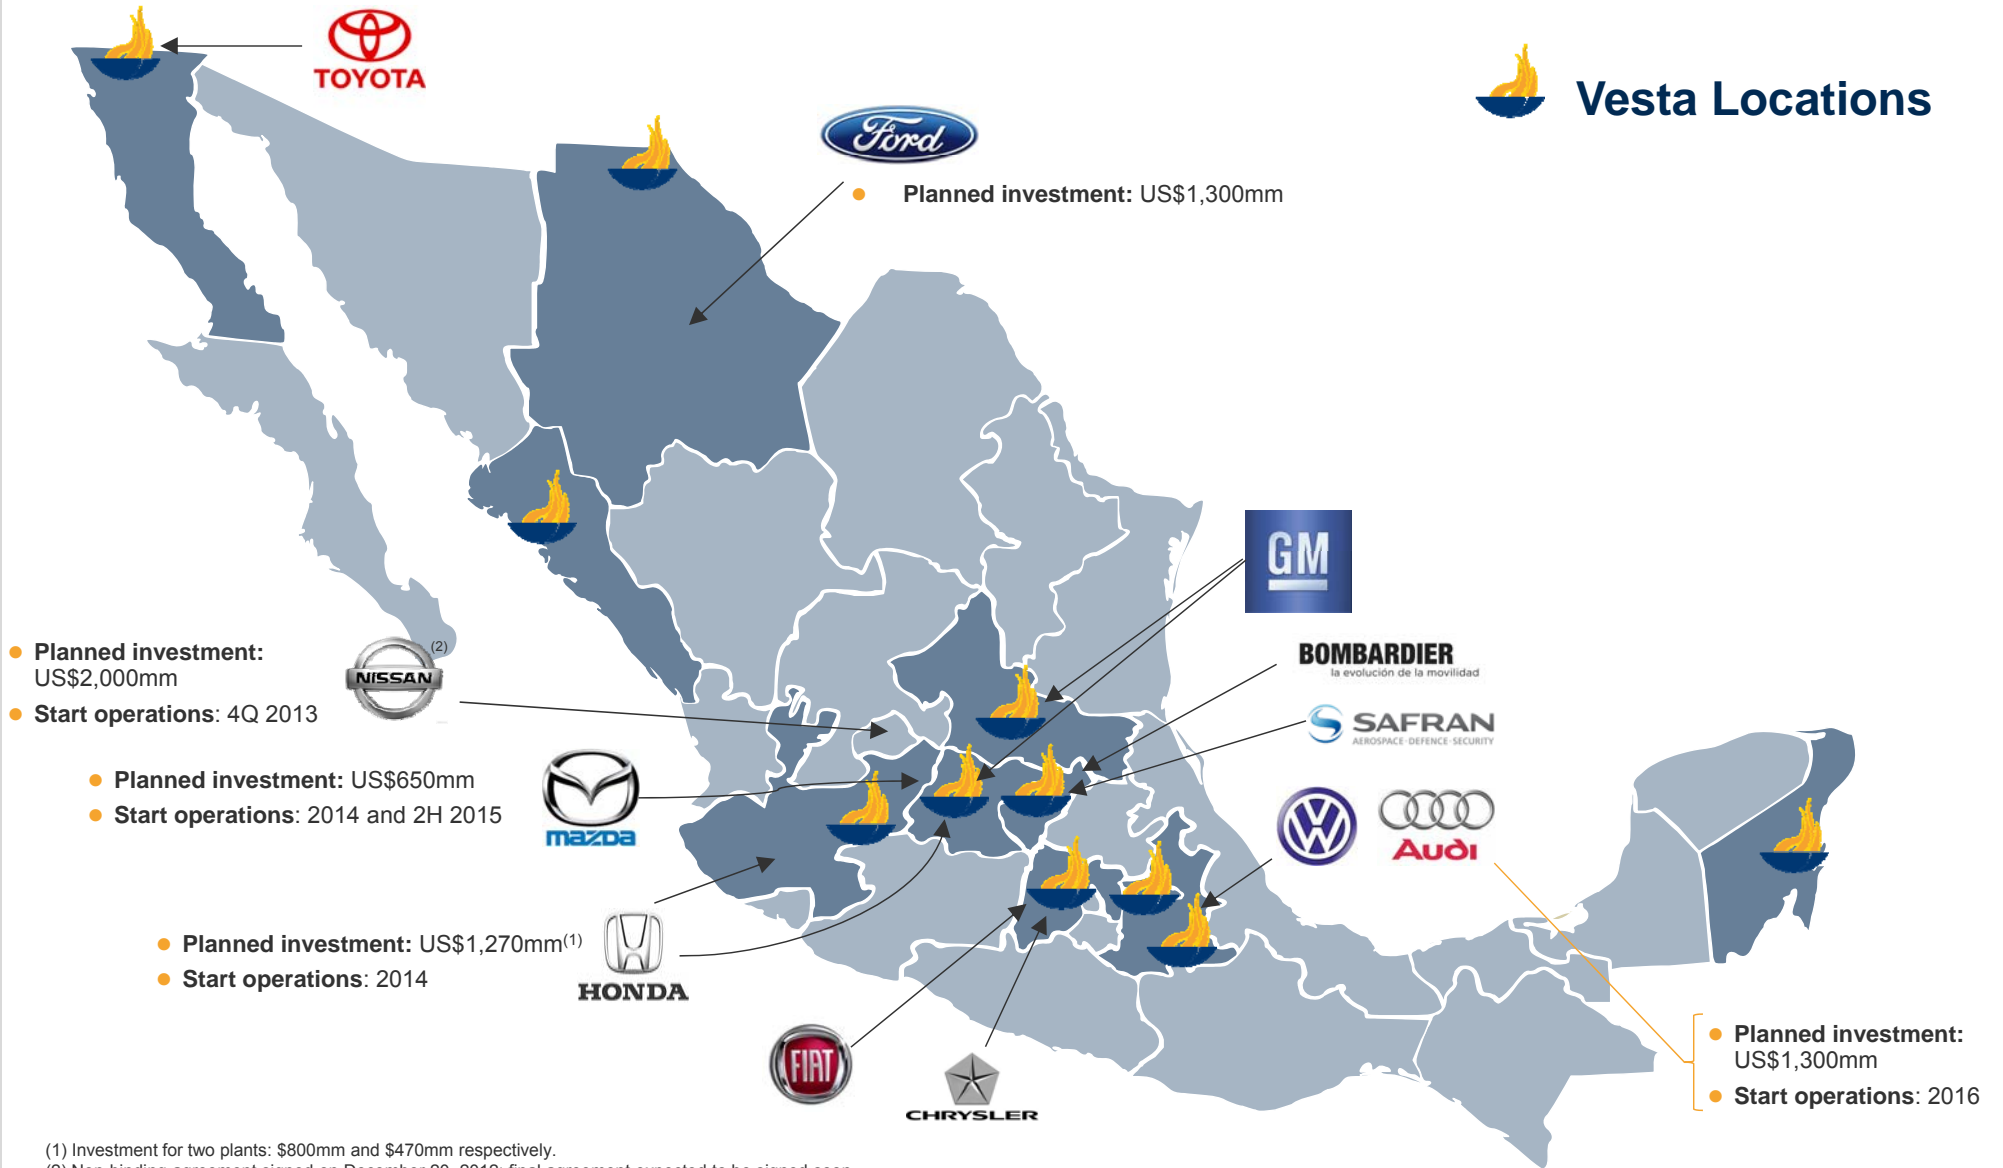 TOYOTA
Vesta Locations
Ford
Planned investment: US$1,300mm
GM
Planned investment:
US$2,000mm
Start operations: 4Q 2013
NISSAN
(2)
BOMBARDIER
la evolución de la movilidad
SAFRAN
AEROSPACE·DEFENCE·SECURITY
Planned investment: US$650mm
Start operations: 2014 and 2H 2015
mazda
VW
Audi
Planned investment: US$1,270mm(1)
Start operations: 2014
HONDA
FIAT
CHRYSLER
Planned investment:
US$1,300mm
Start operations: 2016
(1) Investment for two plants: $800mm and $470mm respectively.